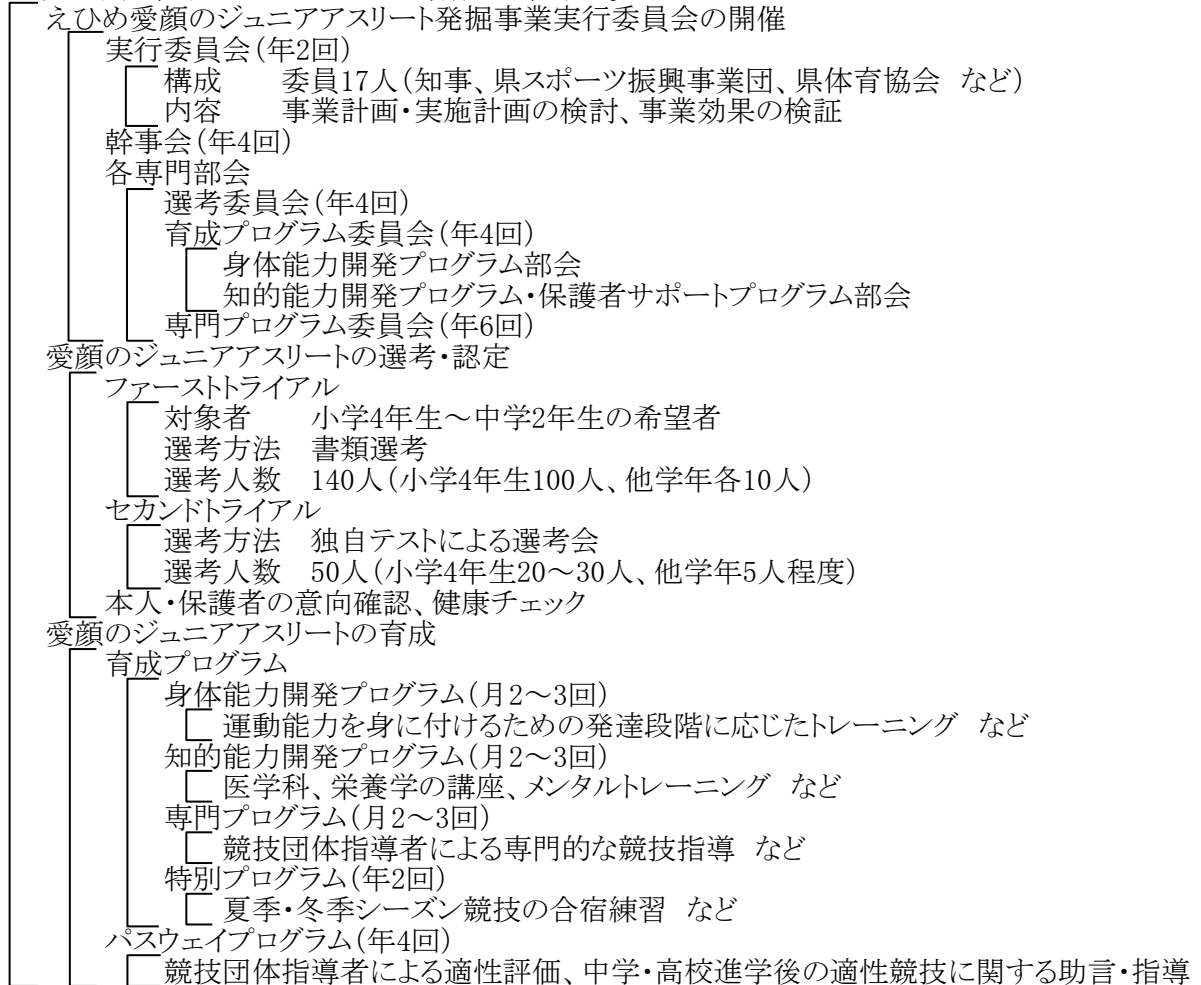 えひめ愛顔のジュニアアスリート発掘事業実行委員会の開催
実行委員会(年2回)
構成　　委員17人(知事、県スポーツ振興事業団、県体育協会　など)
内容　　事業計画・実施計画の検討、事業効果の検証
幹事会(年4回)
各専門部会
選考委員会(年4回)
育成プログラム委員会(年4回)
身体能力開発プログラム部会
知的能力開発プログラム・保護者サポートプログラム部会
専門プログラム委員会(年6回)
愛顔のジュニアアスリートの選考・認定
ファーストトライアル
対象者　　小学4年生～中学2年生の希望者
選考方法　書類選考
選考人数　140人(小学4年生100人、他学年各10人)
セカンドトライアル
選考方法　独自テストによる選考会
選考人数　50人(小学4年生20～30人、他学年5人程度)
本人・保護者の意向確認、健康チェック
愛顔のジュニアアスリートの育成
育成プログラム
身体能力開発プログラム(月2～3回)
運動能力を身に付けるための発達段階に応じたトレーニング　など
知的能力開発プログラム(月2～3回)
医学科、栄養学の講座、メンタルトレーニング　など
専門プログラム(月2～3回)
競技団体指導者による専門的な競技指導　など
特別プログラム(年2回)
夏季・冬季シーズン競技の合宿練習　など
パスウェイプログラム(年4回)
競技団体指導者による適性評価、中学・高校進学後の適性競技に関する助言・指導